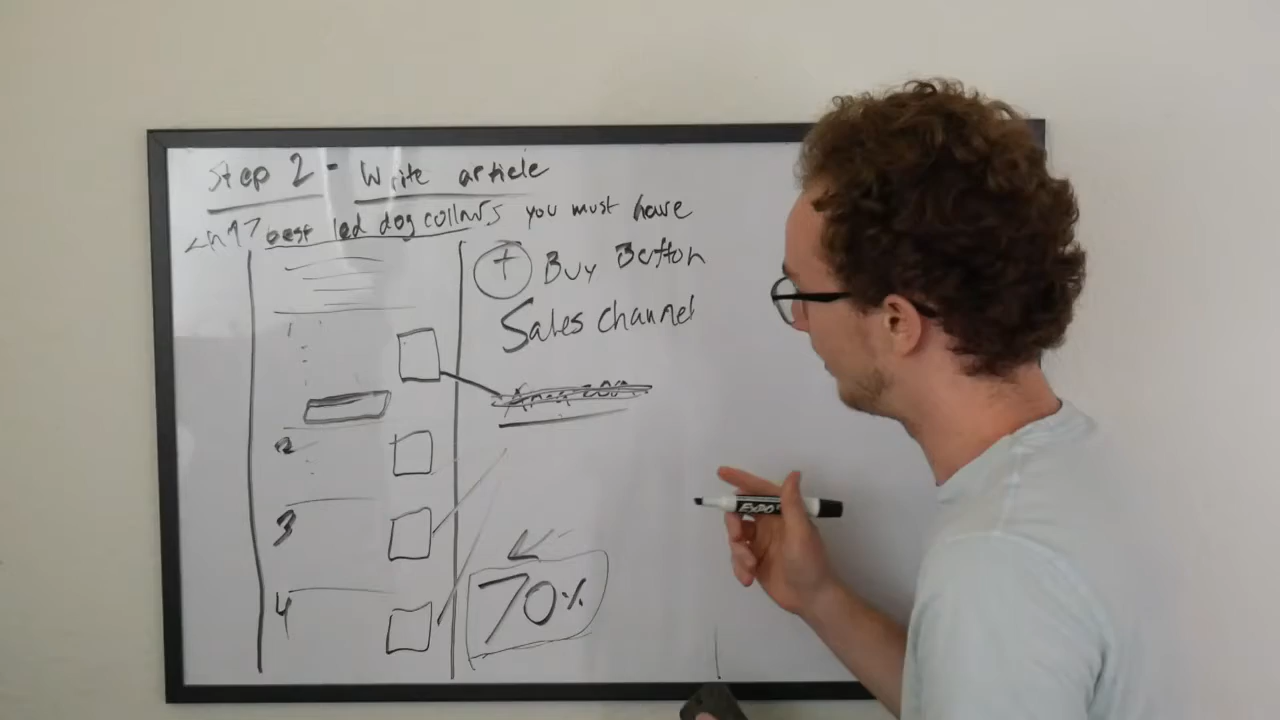 Step 2 - Write article
<h1> best led dog collars you must have
+ Buy Button
Sales channel
1
2
3
4
70%
EXPO